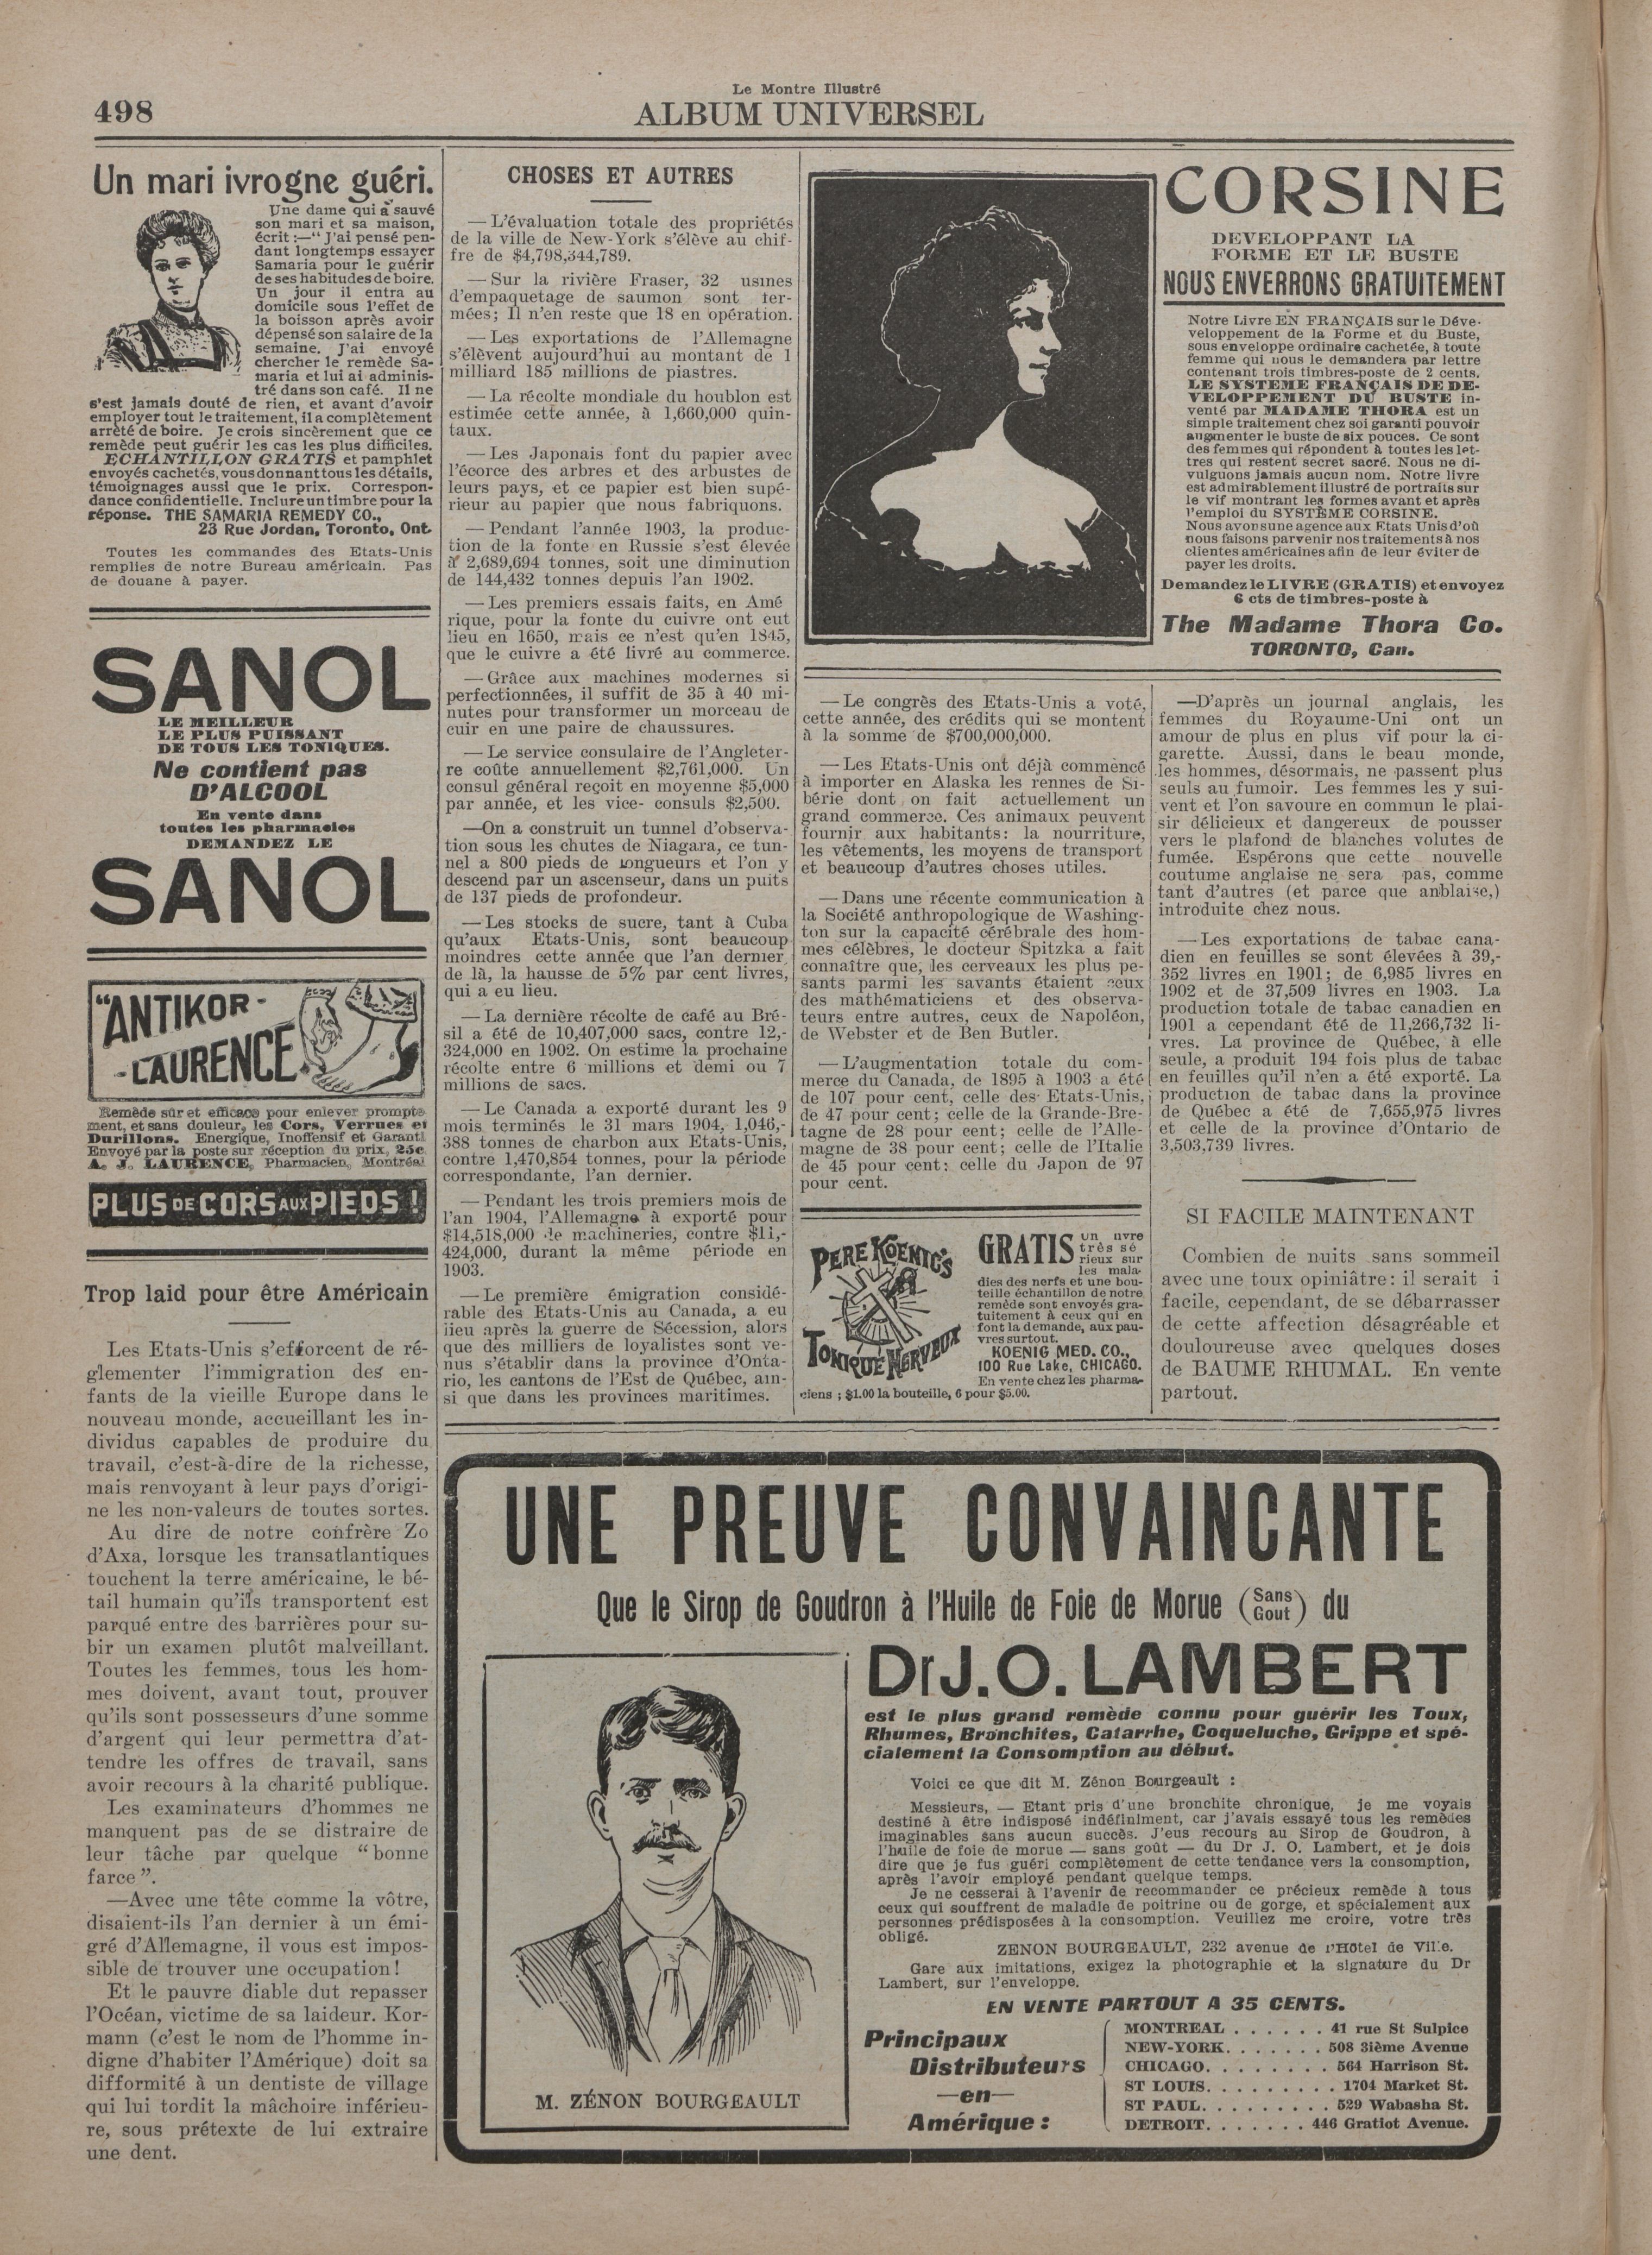 498
Le Montre Illustré
ALBUM UNIVERSEL
Un mari ivrogne guéri.
Une dame qui a sauvé
son mari et sa maison,
écrit :—“ J'ai pensé pen-
dant longtemps essayer
Samaria pour le guérir
de ses habitudes de boire.
Un jour il entra au
domicile sous l'effet de
la boisson après avoir
dépensé son salaire de la
semaine. J'ai envoyé
chercher le remède Sa-
maria et lui ai adminis-
tré dans son café. Il ne
s'est jamais douté de rien, et avant d'avoir
employer tout le traitement, il a complètement
arrêté de boire. Je crois sincèrement que ce
remède peut guérir les cas les plus difficiles.
ECHANTILLON GRATIS et pamphlet
envoyés cachetés, vous donnant tous les détails,
témoignages aussi que le prix. Correspon-
dance confidentielle. Inclure un timbre pour la
réponse. THE SAMARIA REMEDY CO.,
23 Rue Jordan, Toronto, Ont.
Toutes les commandes des Etats-Unis
remplies de notre Bureau américain. Pas
de douane à payer.
SANOL
LE MEILLEUR
LE PLUS PUISSANT
DE TOUS LES TONIQUES.
Ne contient pas
D'ALCOOL
En vente dans
toutes les pharmacies
DEMANDEZ LE
SANOL
“ANTIKOR-
-LAURENCE
Remède sûr et efficace pour enlever prompte
ment, et sans douleur, les Cors, Verrues et
Durillons. Energique, Inoffensif et Garanti
Envoyé par la poste sur réception du prix, 25c
A. J. LAURENCE, Pharmacien, Montréal
PLUS DE CORS AUX PIEDS !
Trop laid pour être Américain
Les Etats-Unis s'efforcent de ré-
glementer l'immigration des en-
fants de la vieille Europe dans le
nouveau monde, accueillant les in-
dividus capables de produire du
travail, c'est-à-dire de la richesse,
mais renvoyant à leur pays d'origi-
ne les non-valeurs de toutes sortes.
Au dire de notre confrère Zo
d'Axa, lorsque les transatlantiques
touchent la terre américaine, le bé-
tail humain qu'ils transportent est
parqué entre des barrières pour su-
bir un examen plutôt malveillant.
Toutes les femmes, tous les hom-
mes doivent, avant tout, prouver
qu'ils sont possesseurs d'une somme
d'argent qui leur permettra d'at-
tendre les offres de travail, sans
avoir recours à la charité publique.
Les examinateurs d'hommes ne
manquent pas de se distraire de
leur tâche par quelque “bonne
farce”.
—Avec une tête comme la vôtre,
disaient-ils l'an dernier à un émi-
gré d'Allemagne, il vous est impos-
sible de trouver une occupation!
Et le pauvre diable dut repasser
l'Océan, victime de sa laideur. Kor-
mann (c'est le nom de l'homme in-
digne d'habiter l'Amérique) doit sa
difformité à un dentiste de village
qui lui tordit la mâchoire inférieu-
re, sous prétexte de lui extraire
une dent.
CHOSES ET AUTRES
—L'évaluation totale des propriétés
de la ville de New-York s'élève au chif-
fre de $4,798,344,789.
—Sur la rivière Fraser, 32 usines
d'empaquetage de saumon sont fer-
mées; Il n'en reste que 18 en opération.
—Les exportations de l'Allemagne
s'élèvent aujourd'hui au montant de 1
milliard 185 millions de piastres.
—La récolte mondiale du houblon est
estimée cette année, à 1,660,000 quin-
taux.
—Les Japonais font du papier avec
l'écorce des arbres et des arbustes de
leurs pays, et ce papier est bien supé-
rieur au papier que nous fabriquons.
—Pendant l'année 1903, la produc-
tion de la fonte en Russie s'est élevée
à 2,689,694 tonnes, soit une diminution
de 144,432 tonnes depuis l'an 1902.
—Les premiers essais faits, en Amé
rique, pour la fonte du cuivre ont eut
lieu en 1650, mais ce n'est qu'en 1845,
que le cuivre a été livré au commerce.
—Grâce aux machines modernes si
perfectionnées, il suffit de 35 à 40 mi-
nutes pour transformer un morceau de
cuir en une paire de chaussures.
—Le service consulaire de l'Angleter-
re coûte annuellement $2,761,000. Un
consul général reçoit en moyenne $5,000
par année, et les vice- consuls $2,500.
—On a construit un tunnel d'observa-
tion sous les chutes de Niagara, ce tun-
nel a 800 pieds de longueurs et l'on y
descend par un ascenseur, dans un puits
de 137 pieds de profondeur.
—Les stocks de sucre, tant à Cuba
qu'aux Etats-Unis, sont beaucoup
moindres cette année que l'an dernier,
de là, la hausse de 5% par cent livres,
qui a eu lieu.
—La dernière récolte de café au Bré-
sil a été de 10,407,000 sacs, contre 12,-
324,000 en 1902. On estime la prochaine
récolte entre 6 millions et demi ou 7
millions de sacs.
—Le Canada a exporté durant les 9
mois terminés le 31 mars 1904, 1,046,-
388 tonnes de charbon aux Etats-Unis,
contre 1,470,854 tonnes, pour la période
correspondante, l'an dernier.
—Pendant les trois premiers mois de
l'an 1904, l'Allemagne à exporté pour
$14,518,000 de machineries, contre $11,-
424,000, durant la même période en
1903.
—Le première émigration considé-
rable des Etats-Unis au Canada, a eu
lieu après la guerre de Sécession, alors
que des milliers de loyalistes sont ve-
nus s'établir dans la province d'Onta-
rio, les cantons de l'Est de Québec, ain-
si que dans les provinces maritimes.
CORSINE
DEVELOPPANT LA
FORME ET LE BUSTE
NOUS ENVERRONS GRATUITEMENT
Notre Livre EN FRANÇAIS sur le Déve-
veloppement de la Forme et du Buste,
sous enveloppe ordinaire cachetée, à toute
femme qui nous le demandera par lettre
contenant trois timbres-poste de 2 cents.
LE SYSTEME FRANÇAIS DE DE-
VELOPPEMENT DU BUSTE in-
venté par MADAME THORA est un
simple traitement chez soi garanti pouvoir
augmenter le buste de six pouces. Ce sont
des femmes qui répondent à toutes les let-
tres qui restent secret sacré. Nous ne di-
vulguons jamais aucun nom. Notre livre
est admirablement illustré de portraits sur
le vif montrant les formes avant et après
l'emploi du SYSTÈME CORSINE.
Nous avons une agence aux Etats Unis d'où
nous faisons parvenir nos traitements à nos
clientes américaines afin de leur éviter de
payer les droits.
Demandez le LIVRE (GRATIS) et envoyez
6 cts de timbres-poste à
The Madame Thora Co.
TORONTO, Can.
—Le congrès des Etats-Unis a voté,
cette année, des crédits qui se montent
à la somme de $700,000,000.
—Les Etats-Unis ont déjà commencé
à importer en Alaska les rennes de Si-
bérie dont on fait actuellement un
grand commerce. Ces animaux peuvent
fournir aux habitants: la nourriture,
les vêtements, les moyens de transport
et beaucoup d'autres choses utiles.
—Dans une récente communication à
la Société anthropologique de Washing-
ton sur la capacité cérébrale des hom-
mes célèbres, le docteur Spitzka a fait
connaître que, les cerveaux les plus pe-
sants parmi les savants étaient ceux
des mathématiciens et des observa-
teurs entre autres, ceux de Napoléon,
de Webster et de Ben Butler.
—L'augmentation totale du com-
merce du Canada, de 1895 à 1903 a été
de 107 pour cent, celle des Etats-Unis,
de 47 pour cent; celle de la Grande-Bre-
tagne de 28 pour cent; celle de l'Alle-
magne de 38 pour cent; celle de l'Italie
de 45 pour cent; celle du Japon de 97
pour cent.
PERE KOENIG'S
TONIQUE NERVEUX
GRATIS un livre
très sé
rieux sur
les mala-
dies des nerfs et une bou-
teille échantillon de notre
remède sont envoyés gra-
tuitement à ceux qui en
font la demande, aux pau-
vres surtout.
KOENIG MED. CO.,
100 Rue Lake, CHICAGO.
En vente chez les pharma-
ciens ; $1.00 la bouteille, 6 pour $5.00.
—D'après un journal anglais, les
femmes du Royaume-Uni ont un
amour de plus en plus vif pour la ci-
garette. Aussi, dans le beau monde,
les hommes, désormais, ne passent plus
seuls au fumoir. Les femmes les y sui-
vent et l'on savoure en commun le plai-
sir délicieux et dangereux de pousser
vers le plafond de blanches volutes de
fumée. Espérons que cette nouvelle
coutume anglaise ne sera pas, comme
tant d'autres (et parce que anblaise,)
introduite chez nous.
—Les exportations de tabac cana-
dien en feuilles se sont élevées à 39,-
352 livres en 1901; de 6,985 livres en
1902 et de 37,509 livres en 1903. La
production totale de tabac canadien en
1901 a cependant été de 11,266,732 li-
vres. La province de Québec, à elle
seule, a produit 194 fois plus de tabac
en feuilles qu'il n'en a été exporté. La
production de tabac dans la province
de Québec a été de 7,655,975 livres
et celle de la province d'Ontario de
3,503,739 livres.
SI FACILE MAINTENANT
Combien de nuits sans sommeil
avec une toux opiniâtre: il serait i
facile, cependant, de se débarrasser
de cette affection désagréable et
douloureuse avec quelques doses
de BAUME RHUMAL. En vente
partout.
UNE PREUVE CONVAINCANTE
Que le Sirop de Goudron à l'Huile de Foie de Morue (Sans Gout) du
Dr J. O. LAMBERT
est le plus grand remède connu pour guérir les Toux,
Rhumes, Bronchites, Catarrhe, Coqueluche, Grippe et spé-
cialement la Consomption au début.
Voici ce que dit M. Zénon Bourgeault :
Messieurs, — Etant pris d'une bronchite chronique, je me voyais
destiné à être indisposé indéfiniment, car j'avais essayé tous les remèdes
imaginables sans aucun succès. J'eus recours au Sirop de Goudron, à
l'huile de foie de morue — sans goût — du Dr J. O. Lambert, et je dois
dire que je fus guéri complètement de cette tendance vers la consomption,
après l'avoir employé pendant quelque temps.
Je ne cesserai à l'avenir de recommander ce précieux remède à tous
ceux qui souffrent de maladie de poitrine ou de gorge, et spécialement aux
personnes prédisposées à la consomption. Veuillez me croire, votre très
obligé.
ZENON BOURGEAULT, 232 avenue de l'Hôtel de Ville.
Gare aux imitations, exigez la photographie et la signature du Dr
Lambert, sur l'enveloppe.
EN VENTE PARTOUT A 35 CENTS.
Principaux
Distributeurs
—en—
Amérique :
MONTREAL . . . . . . 41 rue St Sulpice
NEW-YORK. . . . . . . 508 3ième Avenue
CHICAGO. . . . . . . . . 564 Harrison St.
ST LOUIS. . . . . . . . . . 1704 Market St.
ST PAUL. . . . . . . . . . 529 Wabasha St.
DETROIT. . . . . . . 446 Gratiot Avenue.
M. ZÉNON BOURGEAULT